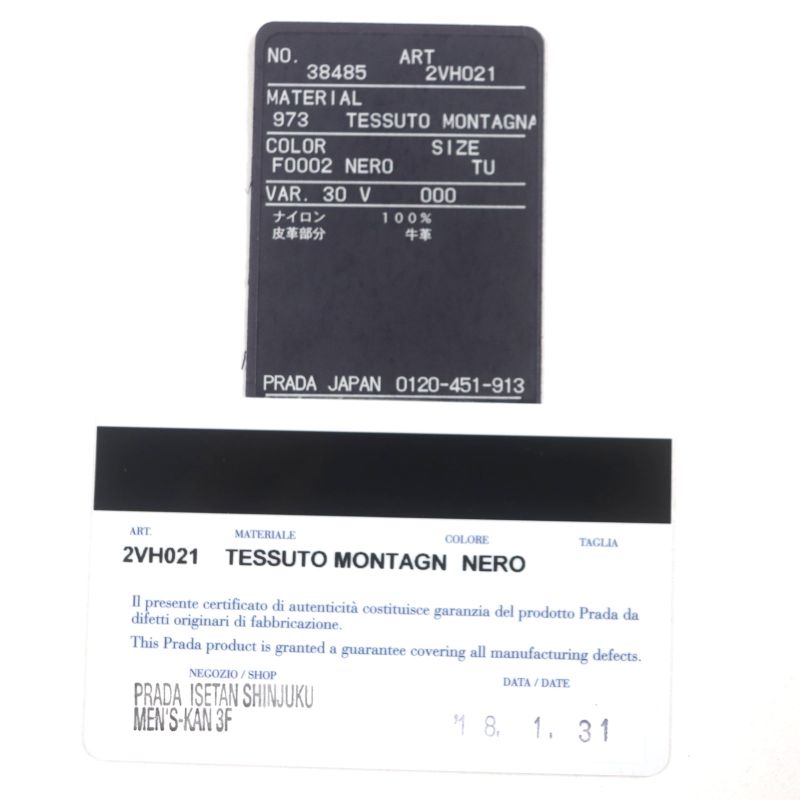 NO. ART
38485 2VH021
MATERIAL
973 TESSUTO MONTAGNA
COLOR SIZE
F0002 NERO TU
VAR. 30 V 000
ナイロン 100%
皮革部分 牛革
PRADA JAPAN 0120-451-913
ART. MATERIALE COLORE TAGLIA
2VH021 TESSUTO MONTAGN NERO
Il presente certificato di autenticità costituisce garanzia del prodotto Prada da
difetti originari di fabbricazione.
This Prada product is granted a guarantee covering all manufacturing defects.
NEGOZIO / SHOP DATA / DATE
PRADA ISETAN SHINJUKU
MEN'S-KAN 3F
'18. 1. 31